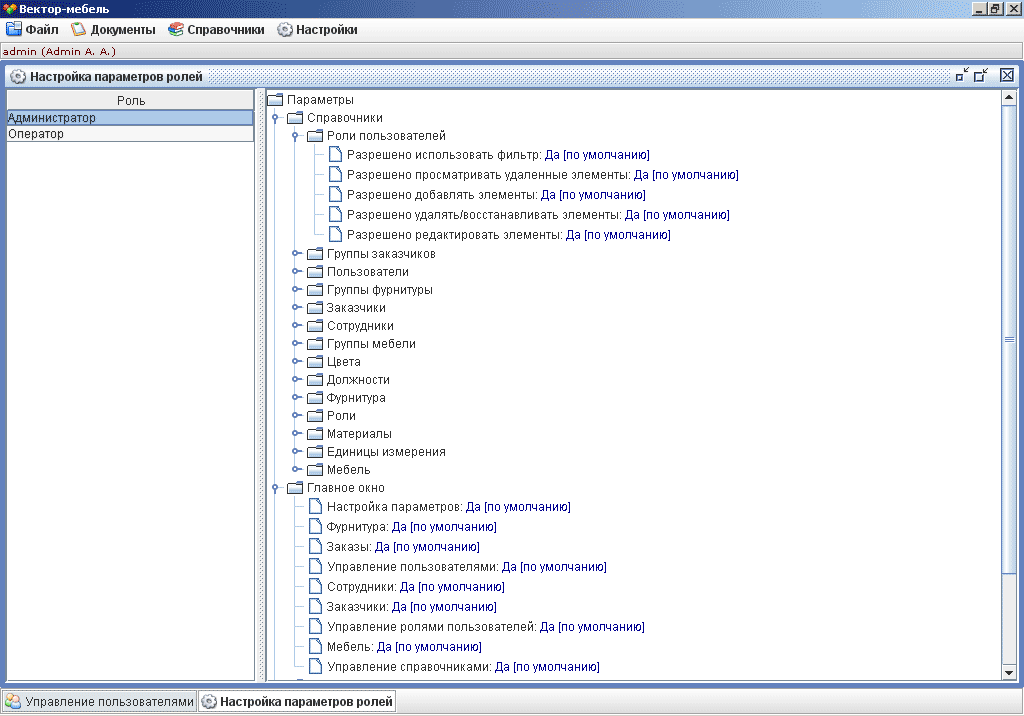 Вектор-мебель
Файл Документы Справочники Настройки
admin (Admin A. A.)
Настройка параметров ролей
Роль
Администратор
Оператор
Параметры
Справочники
Роли пользователей
Разрешено использовать фильтр: Да [по умолчанию]
Разрешено просматривать удаленные элементы: Да [по умолчанию]
Разрешено добавлять элементы: Да [по умолчанию]
Разрешено удалять/восстанавливать элементы: Да [по умолчанию]
Разрешено редактировать элементы: Да [по умолчанию]
Группы заказчиков
Пользователи
Группы фурнитуры
Заказчики
Сотрудники
Группы мебели
Цвета
Должности
Фурнитура
Роли
Материалы
Единицы измерения
Мебель
Главное окно
Настройка параметров: Да [по умолчанию]
Фурнитура: Да [по умолчанию]
Заказы: Да [по умолчанию]
Управление пользователями: Да [по умолчанию]
Сотрудники: Да [по умолчанию]
Заказчики: Да [по умолчанию]
Управление ролями пользователей: Да [по умолчанию]
Мебель: Да [по умолчанию]
Управление справочниками: Да [по умолчанию]
Управление пользователями Настройка параметров ролей